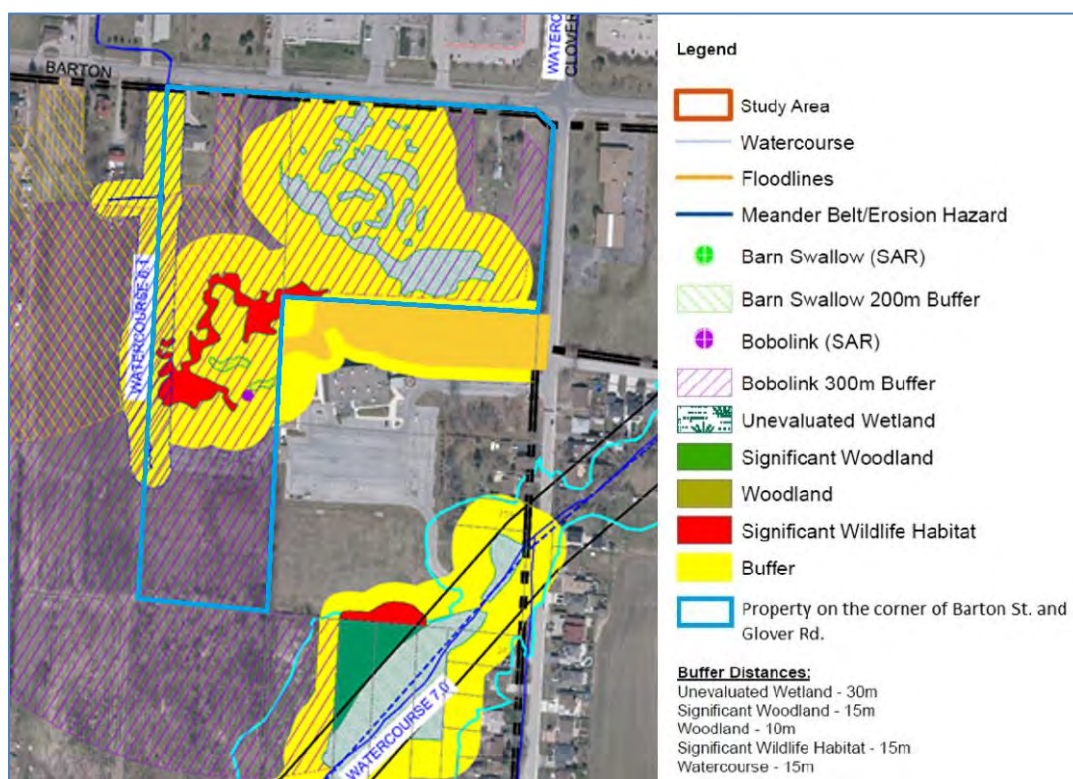 BARTON
WATERC
CLOVER
WATERCOURSE 6.1
WATERCOURSE 7.0
Legend
Study Area
Watercourse
Floodlines
Meander Belt/Erosion Hazard
Barn Swallow (SAR)
Barn Swallow 200m Buffer
Bobolink (SAR)
Bobolink 300m Buffer
Unevaluated Wetland
Significant Woodland
Woodland
Significant Wildlife Habitat
Buffer
Property on the corner of Barton St. and
Glover Rd.
Buffer Distances:
Unevaluated Wetland - 30m
Significant Woodland - 15m
Woodland - 10m
Significant Wildlife Habitat - 15m
Watercourse - 15m